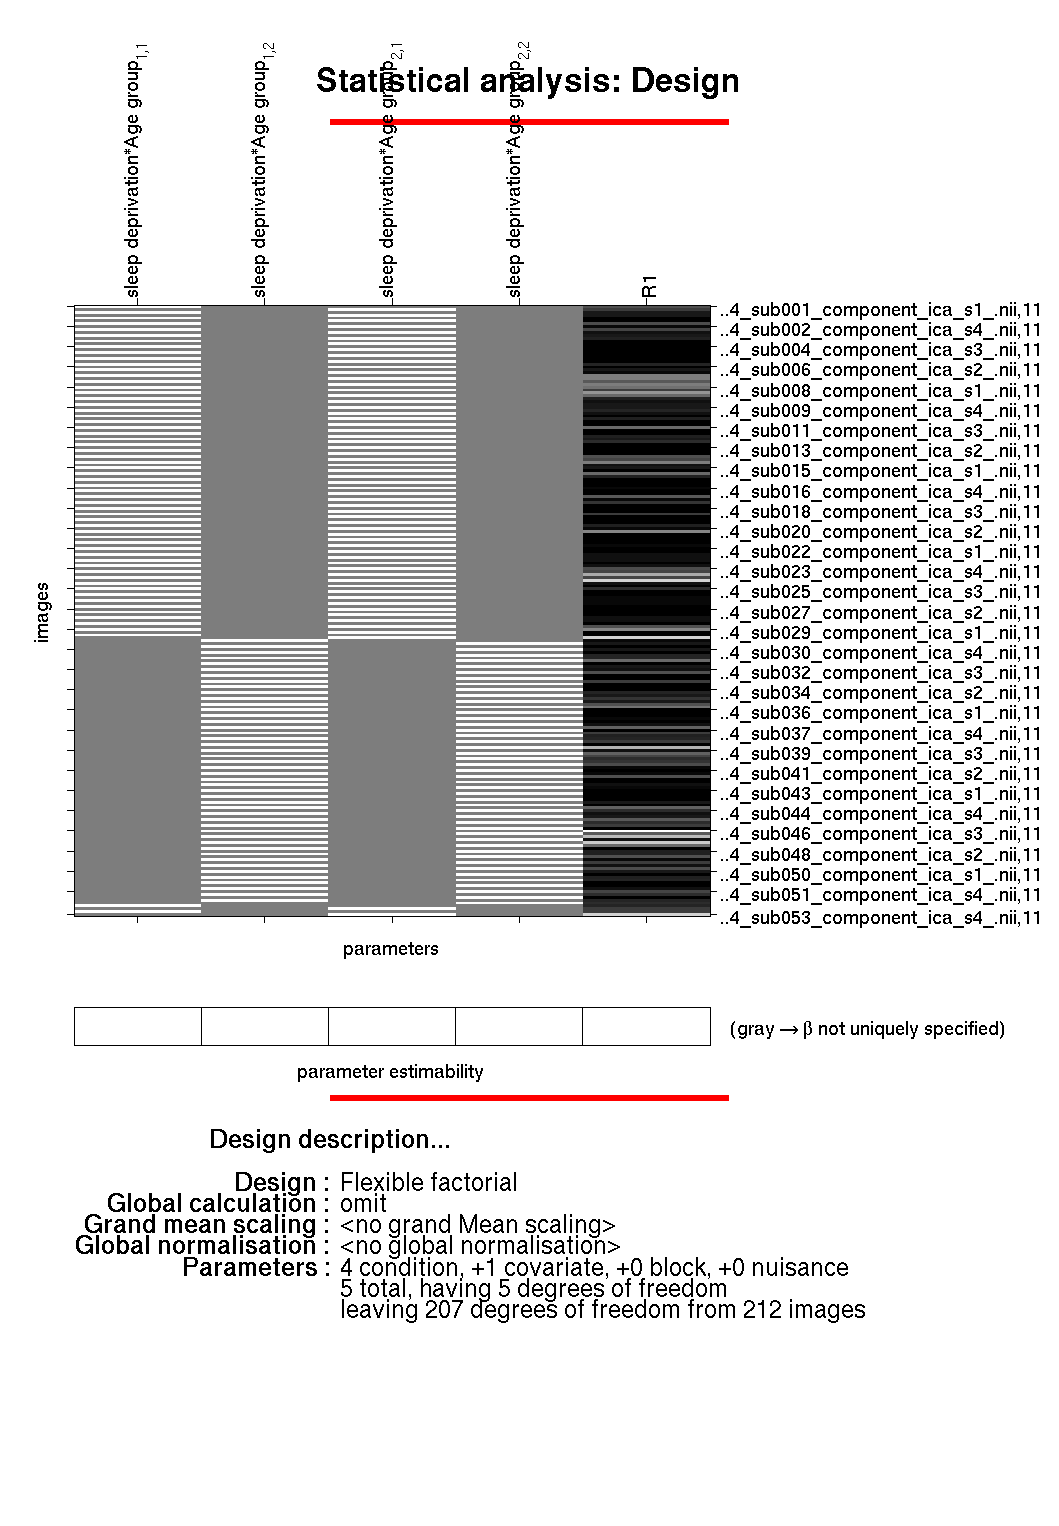 sleep deprivation*Age group1,1
sleep deprivation*Age group1,2
sleep deprivation*Age group2,1
sleep deprivation*Age group2,2
Statistical analysis: Design
R1
images
..4_sub001_component_ica_s1_.nii,11
..4_sub002_component_ica_s4_.nii,11
..4_sub004_component_ica_s3_.nii,11
..4_sub006_component_ica_s2_.nii,11
..4_sub008_component_ica_s1_.nii,11
..4_sub009_component_ica_s4_.nii,11
..4_sub011_component_ica_s3_.nii,11
..4_sub013_component_ica_s2_.nii,11
..4_sub015_component_ica_s1_.nii,11
..4_sub016_component_ica_s4_.nii,11
..4_sub018_component_ica_s3_.nii,11
..4_sub020_component_ica_s2_.nii,11
..4_sub022_component_ica_s1_.nii,11
..4_sub023_component_ica_s4_.nii,11
..4_sub025_component_ica_s3_.nii,11
..4_sub027_component_ica_s2_.nii,11
..4_sub029_component_ica_s1_.nii,11
..4_sub030_component_ica_s4_.nii,11
..4_sub032_component_ica_s3_.nii,11
..4_sub034_component_ica_s2_.nii,11
..4_sub036_component_ica_s1_.nii,11
..4_sub037_component_ica_s4_.nii,11
..4_sub039_component_ica_s3_.nii,11
..4_sub041_component_ica_s2_.nii,11
..4_sub043_component_ica_s1_.nii,11
..4_sub044_component_ica_s4_.nii,11
..4_sub046_component_ica_s3_.nii,11
..4_sub048_component_ica_s2_.nii,11
..4_sub050_component_ica_s1_.nii,11
..4_sub051_component_ica_s4_.nii,11
..4_sub053_component_ica_s4_.nii,11
parameters
(gray → β not uniquely specified)
parameter estimability
Design description...
Design : Flexible factorial
Global calculation : omit
Grand mean scaling : <no grand Mean scaling>
Global normalisation : <no global normalisation>
Parameters : 4 condition, +1 covariate, +0 block, +0 nuisance
5 total, having 5 degrees of freedom
leaving 207 degrees of freedom from 212 images